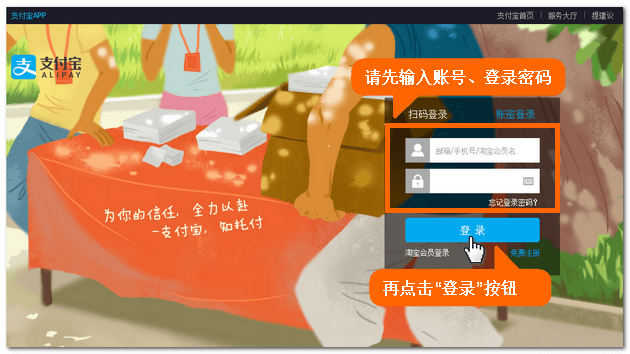 支付宝APP
支付宝首页 | 服务大厅 | 提建议
支付宝
ALIPAY
请先输入账号、登录密码
扫码登录 账密登录
邮箱/手机号/淘宝会员名
忘记登录密码?
为你的信任, 全力以赴
—支付宝, 知托付
登 录
淘宝会员登录 免费注册
再点击“登录”按钮